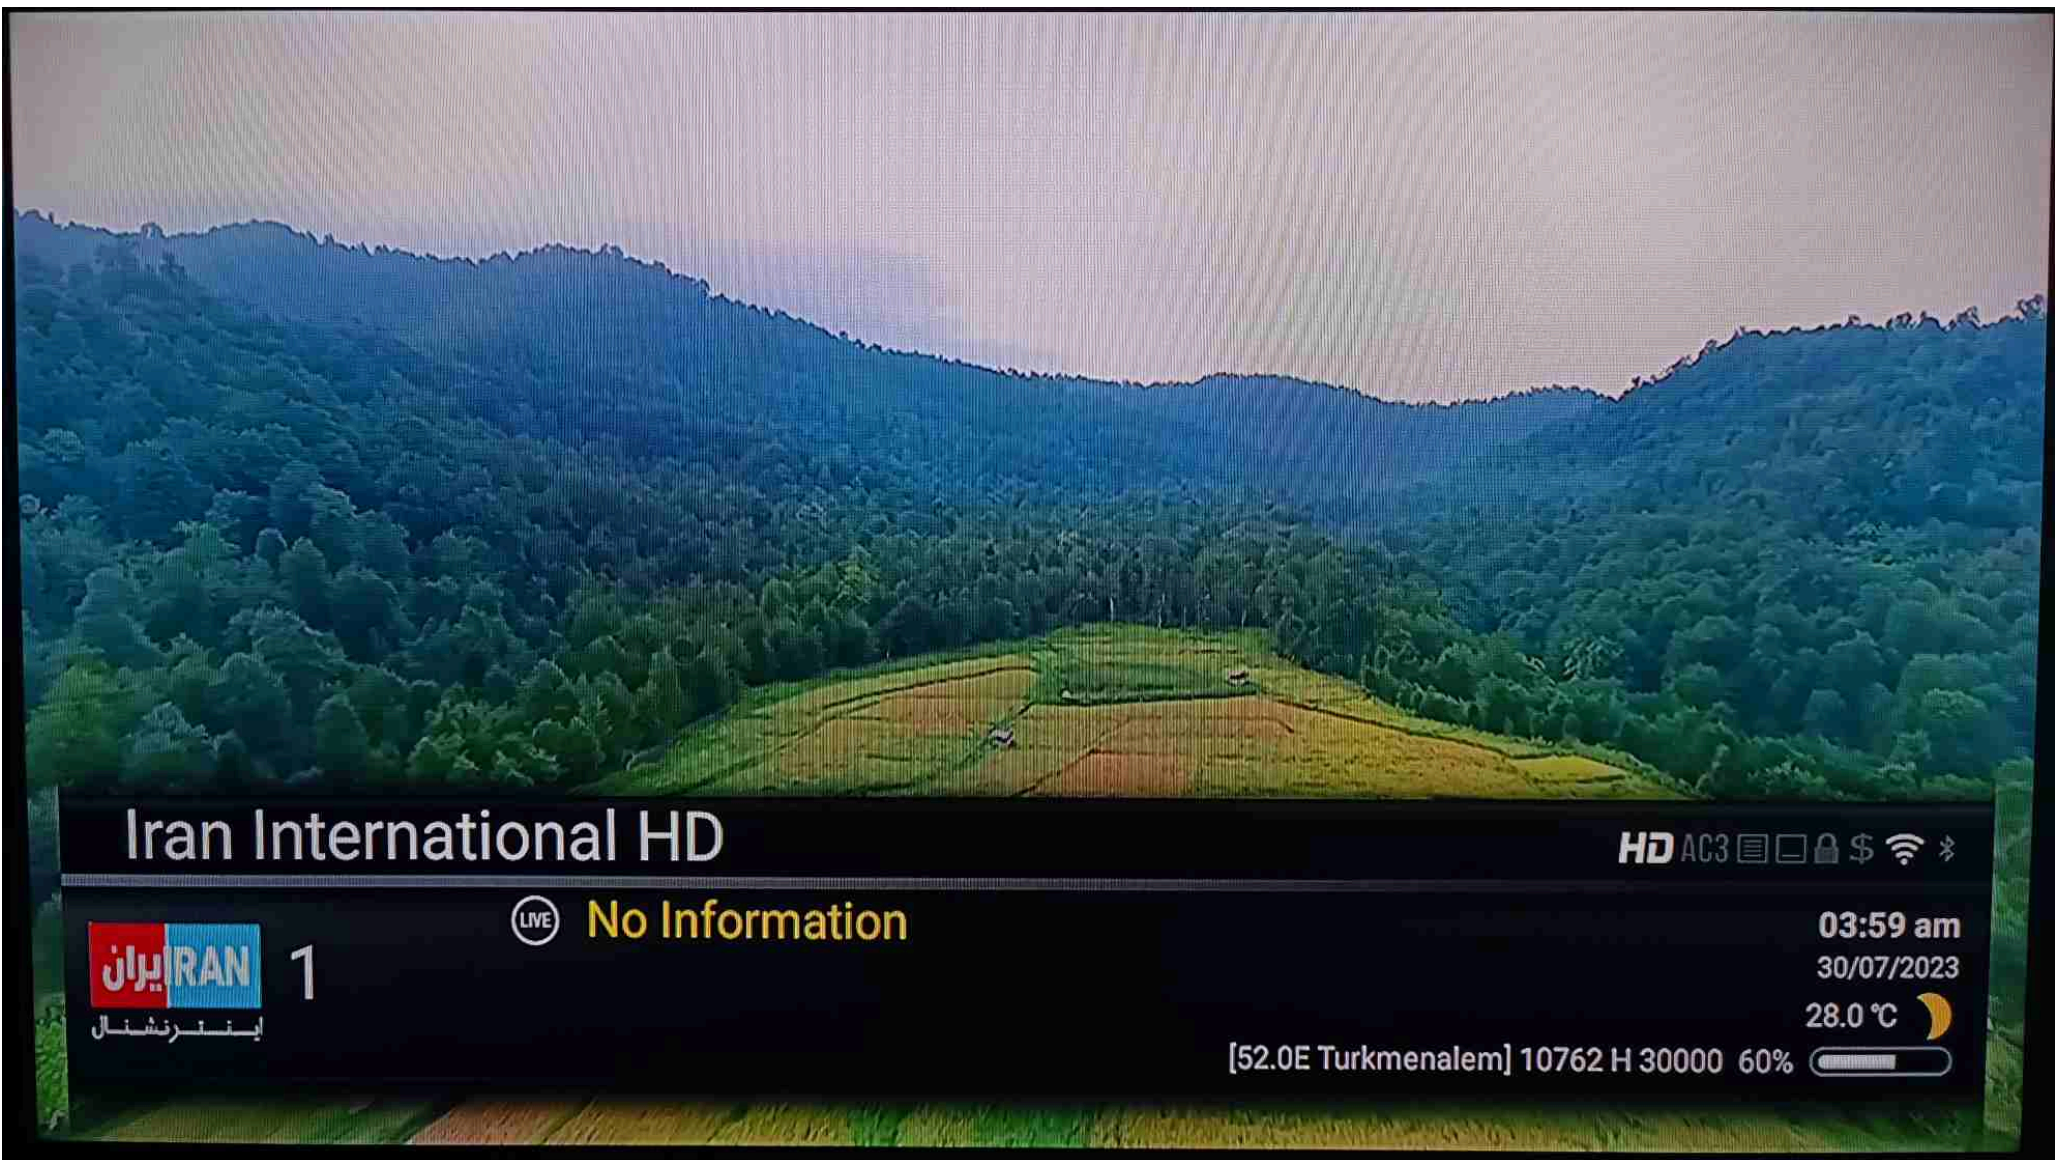 Iran International HD
HD AC3 $
LIVE No Information
03:59 am
ایران IRAN
1
30/07/2023
اینترنشنال
28.0 °C
[52.0E Turkmenalem] 10762 H 30000 60%